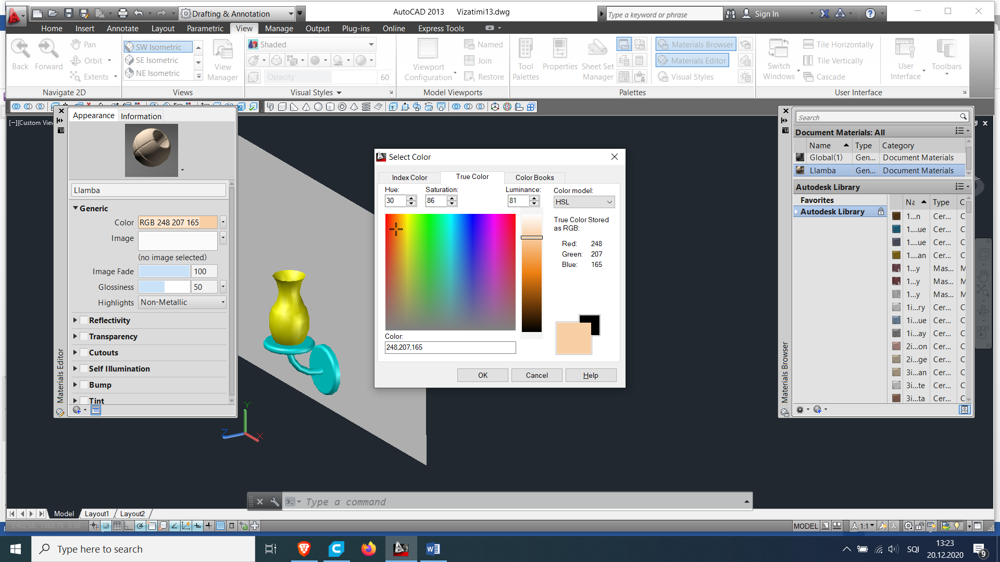 Drafting & Annotation
AutoCAD 2013 Vizatimi13.dwg
Type a keyword or phrase
Sign In
Home Insert Annotate Layout Parametric View Manage Output Plug-ins Online Express Tools
Back
Forward
Pan
Orbit
Extents
Navigate 2D
SW Isometric
SE Isometric
NE Isometric
View
Manager
Views
Shaded
Opacity 60
Visual Styles
Viewport
Configuration
Named
Join
Restore
Model Viewports
Tool
Palettes
Properties
Sheet Set
Manager
Materials Browser
Materials Editor
Visual Styles
Palettes
Switch
Windows
Tile Horizontally
Tile Vertically
Cascade
User
Interface
Toolbars
User Interface
[−][Custom View
Appearance Information
Llamba
Generic
Color RGB 248 207 165
Image
(no image selected)
Image Fade 100
Glossiness 50
Highlights Non-Metallic
Reflectivity
Transparency
Cutouts
Self Illumination
Bump
Tint
Materials Editor
Y
Z
X
Select Color
Index Color True Color Color Books
Hue: Saturation: Luminance: Color model:
30 86 81 HSL
True Color Stored
as RGB:
Red: 248
Green: 207
Blue: 165
Color:
248,207,165
OK Cancel Help
Search
Document Materials: All
Name Type Category
Global(1) Gen... Document Materials
Llamba Gen... Document Materials
Autodesk Library
Favorites
Autodesk Library
Na Type C
1...n Cer... C
1....ue Cer... C
1....ue Cer... C
1....an Cer... C
1...y Mas... M
1...y Mas... M
1...y Mas... M
1i...ry Cer... C
1i...ue Cer... C
1i...ay Cer... C
2i...on Cer... C
2i...ge Cer... C
3i...an Cer... C
3i...te Cer... C
3i...ta Cer... C
Materials Browser
Type a command
Model Layout1 Layout2
2402.55, 1059.75, 0.00
MODEL 1:1
Type here to search
SQI
13:23
20.12.2020
9